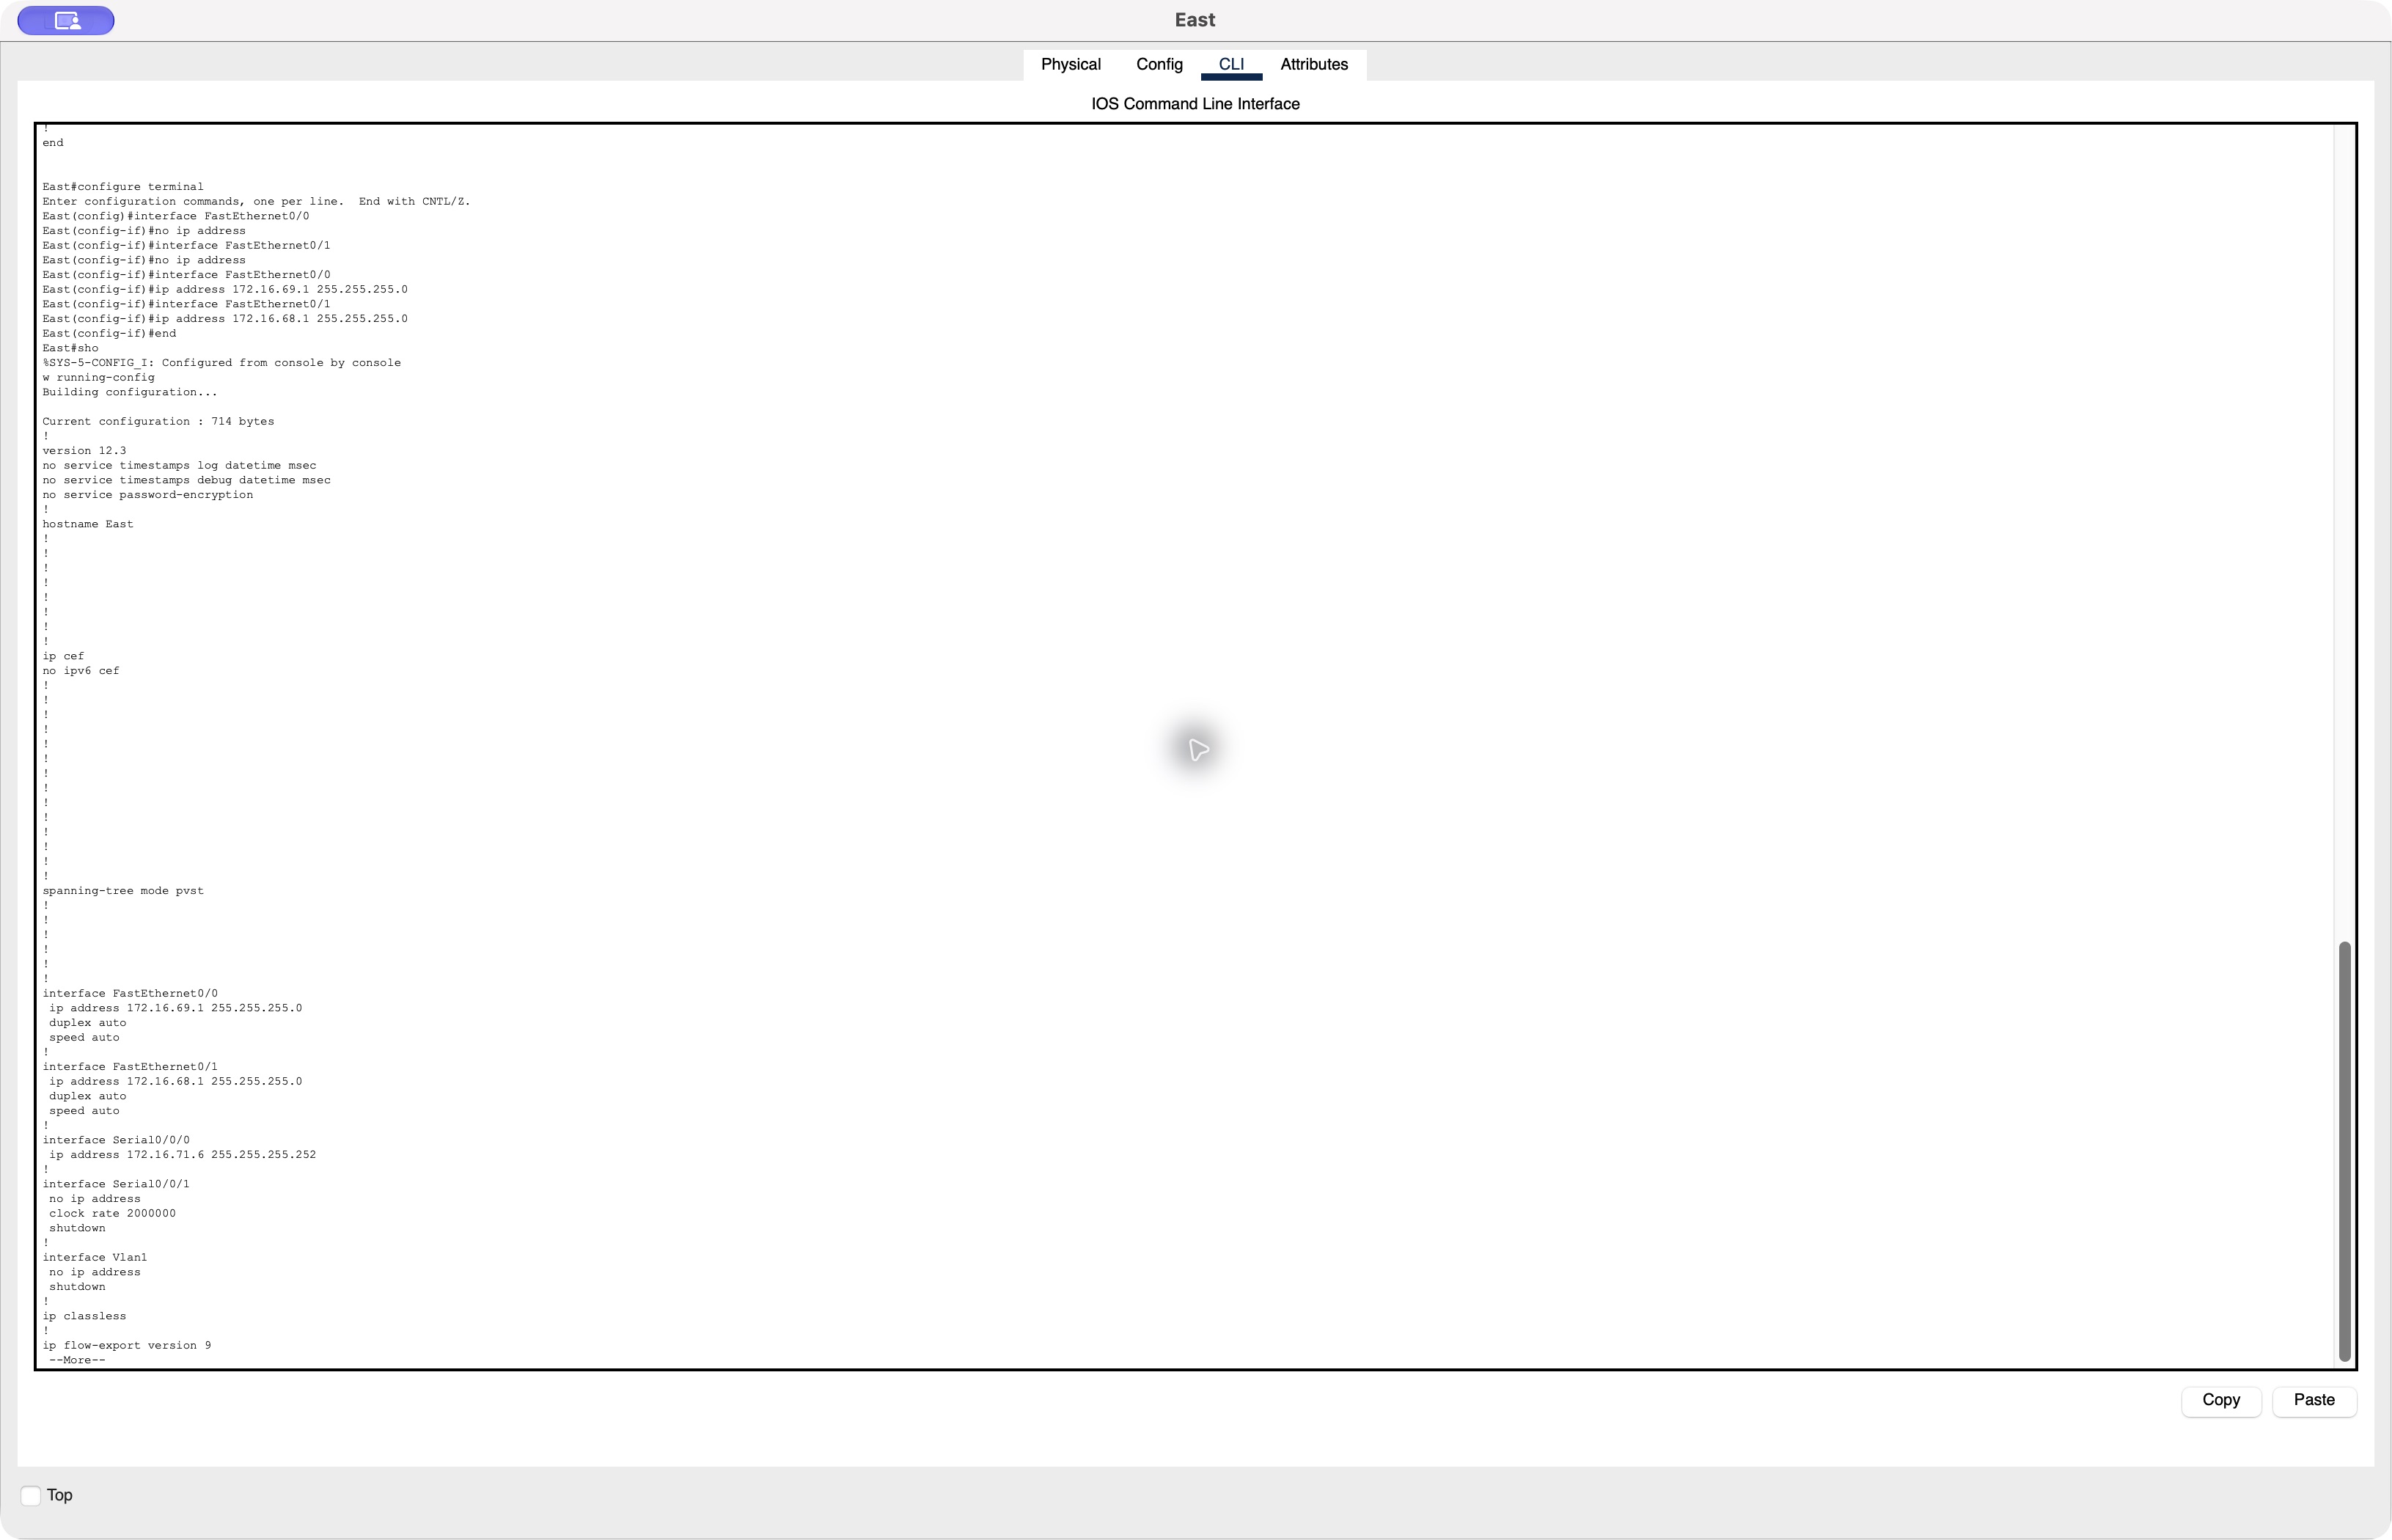 East
Physical Config CLI Attributes
IOS Command Line Interface
!
end
East#configure terminal
Enter configuration commands, one per line.  End with CNTL/Z.
East(config)#interface FastEthernet0/0
East(config-if)#no ip address
East(config-if)#interface FastEthernet0/1
East(config-if)#no ip address
East(config-if)#interface FastEthernet0/0
East(config-if)#ip address 172.16.69.1 255.255.255.0
East(config-if)#interface FastEthernet0/1
East(config-if)#ip address 172.16.68.1 255.255.255.0
East(config-if)#end
East#sho
%SYS-5-CONFIG_I: Configured from console by console
w running-config
Building configuration...
Current configuration : 714 bytes
!
version 12.3
no service timestamps log datetime msec
no service timestamps debug datetime msec
no service password-encryption
!
hostname East
!
!
!
!
!
!
!
!
ip cef
no ipv6 cef
!
!
!
!
!
!
!
!
!
!
!
!
!
!
spanning-tree mode pvst
!
!
!
!
!
!
interface FastEthernet0/0
 ip address 172.16.69.1 255.255.255.0
 duplex auto
 speed auto
!
interface FastEthernet0/1
 ip address 172.16.68.1 255.255.255.0
 duplex auto
 speed auto
!
interface Serial0/0/0
 ip address 172.16.71.6 255.255.255.252
!
interface Serial0/0/1
 no ip address
 clock rate 2000000
 shutdown
!
interface Vlan1
 no ip address
 shutdown
!
ip classless
!
ip flow-export version 9
 --More--
Copy Paste
Top